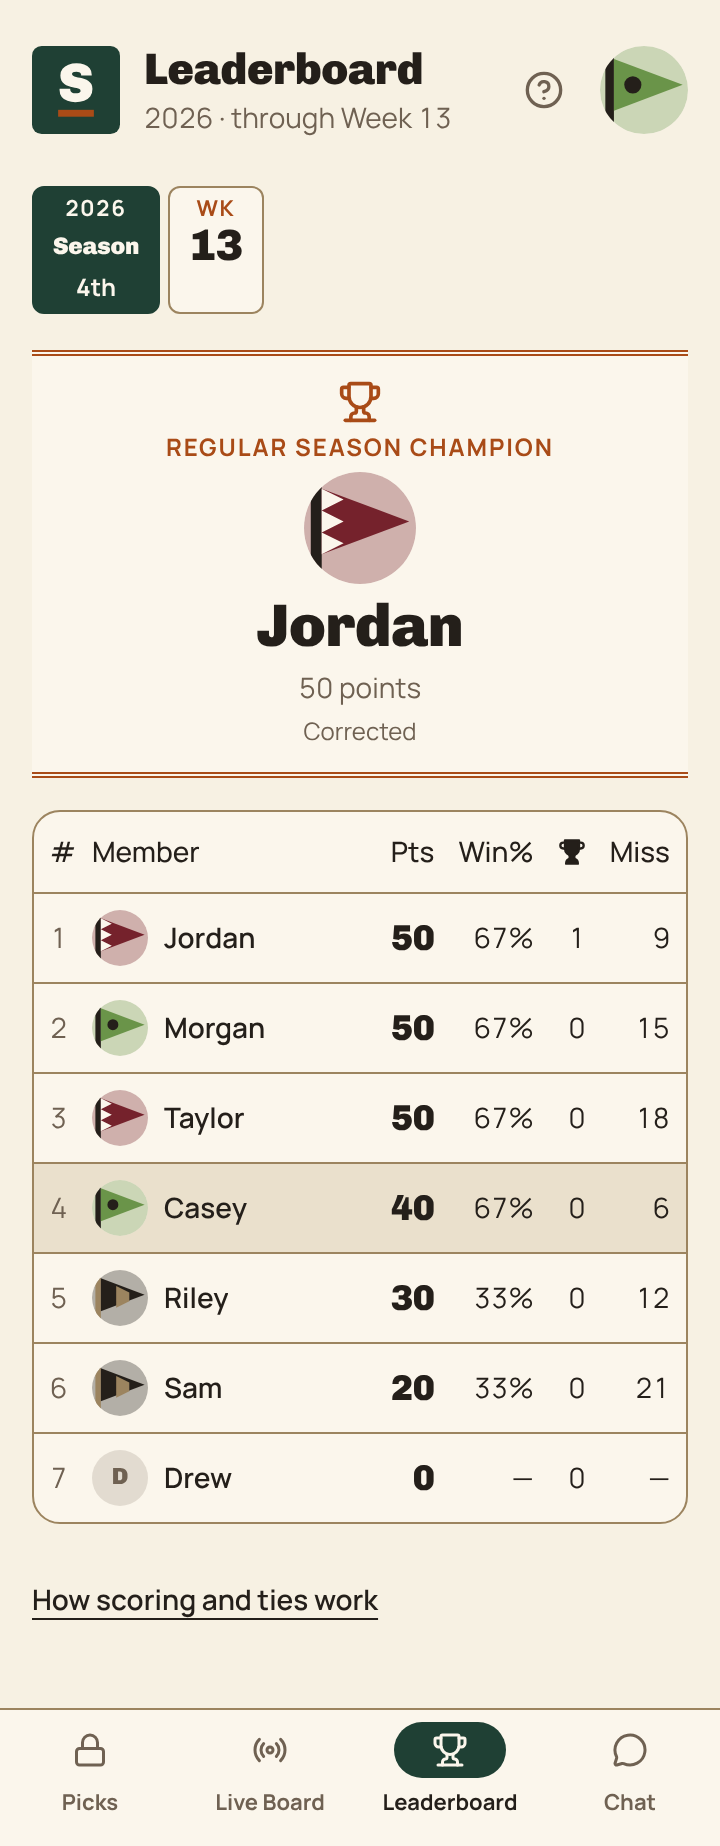 S
Leaderboard
2026 · through Week 13
2026
Season
4th
WK
13
REGULAR SEASON CHAMPION
Jordan
50 points
Corrected
# Member Pts Win% Miss
1 Jordan 50 67% 1 9
2 Morgan 50 67% 0 15
3 Taylor 50 67% 0 18
4 Casey 40 67% 0 6
5 Riley 30 33% 0 12
6 Sam 20 33% 0 21
7 D Drew 0 — 0 —
How scoring and ties work
Picks Live Board Leaderboard Chat